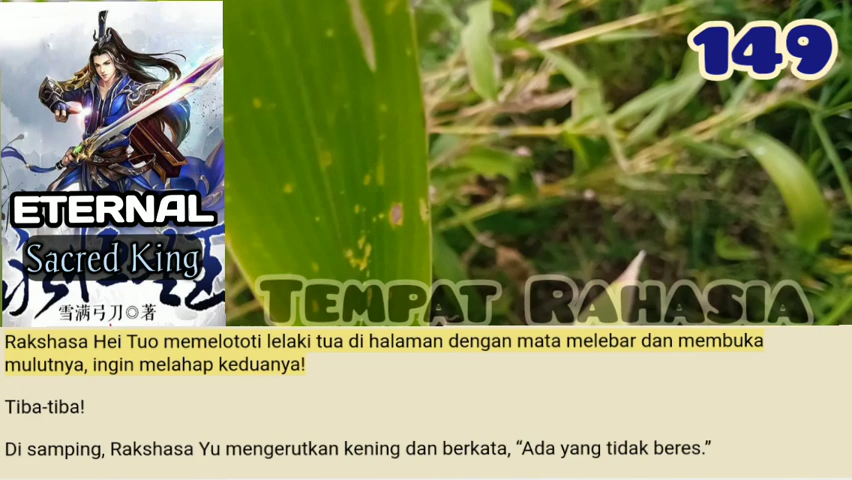 149
ETERNAL
Sacred King
雪满弓刀◎著
TEMPAT RAHASIA
Rakshasa Hei Tuo memelototi lelaki tua di halaman dengan mata melebar dan membuka
mulutnya, ingin melahap keduanya!
Tiba-tiba!
Di samping, Rakshasa Yu mengerutkan kening dan berkata, “Ada yang tidak beres.”